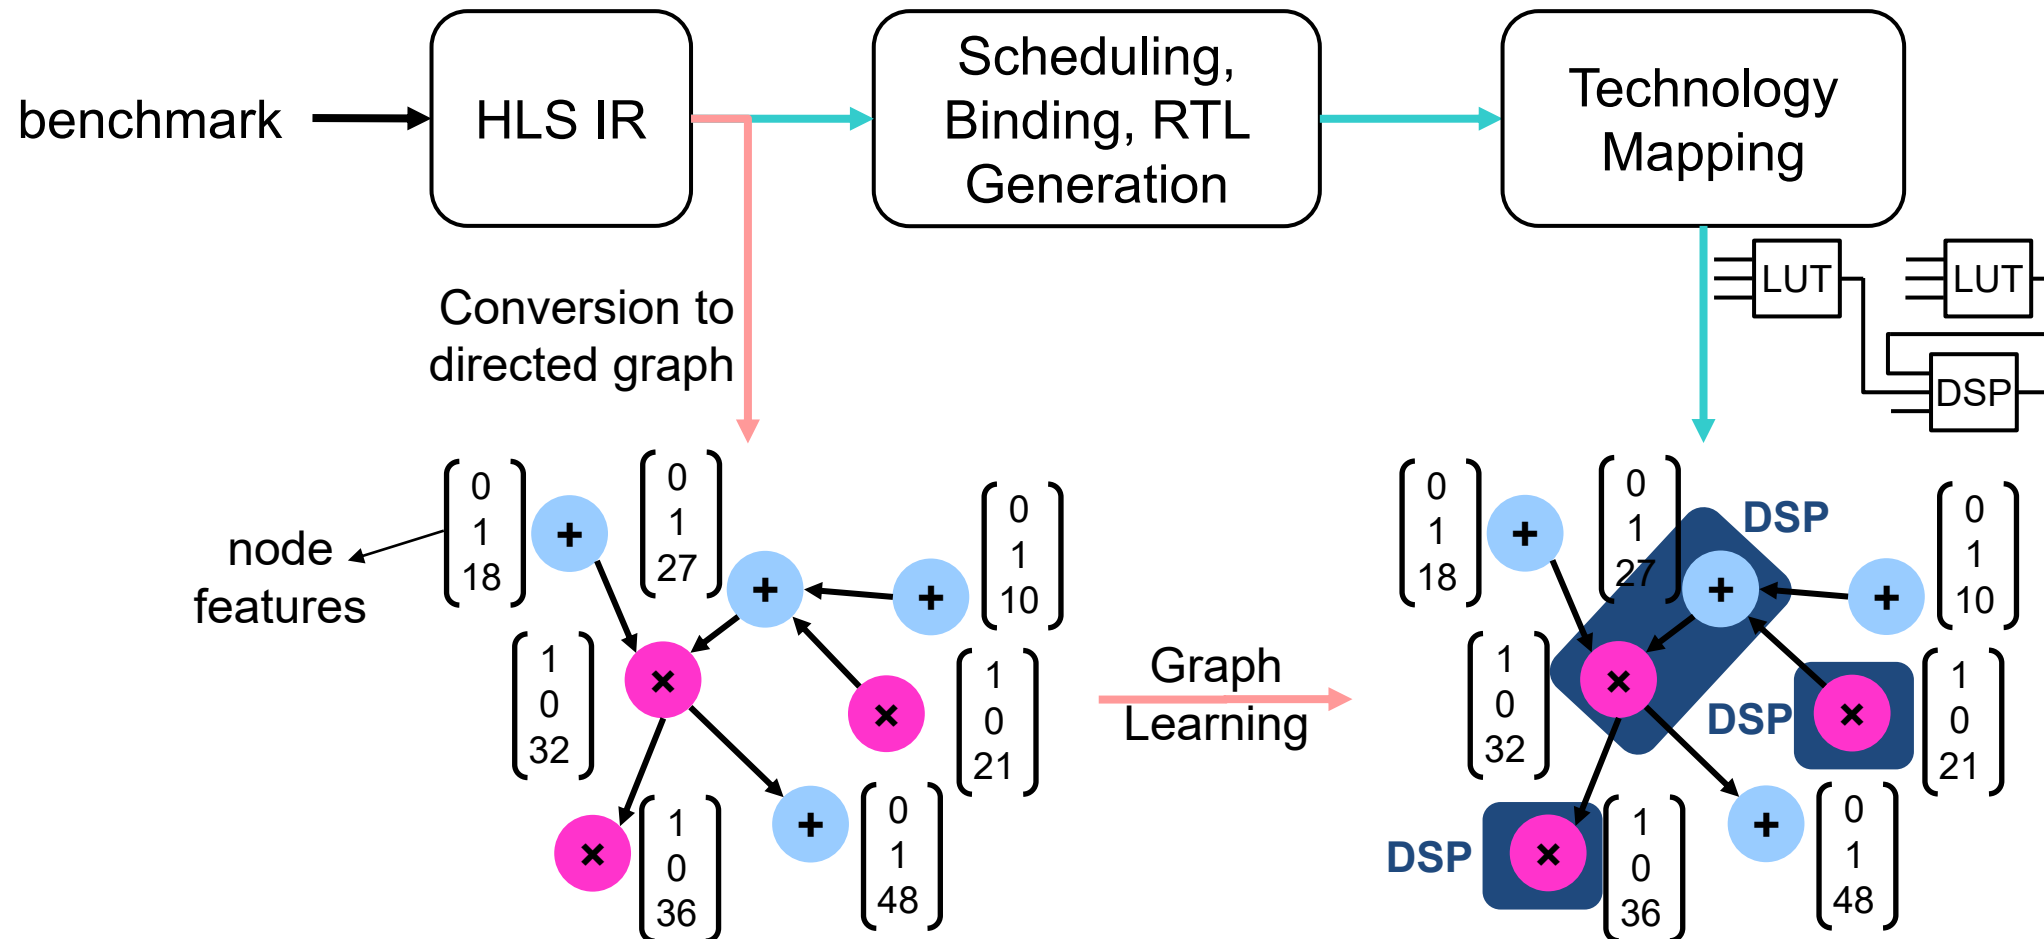 benchmark
HLS IR
Scheduling,
Binding, RTL
Generation
Technology
Mapping
LUT
LUT
DSP
Conversion to
directed graph
node
features
0
1
18
+
0
1
27
+
0
1
10
+
1
0
32
×
1
0
21
×
1
0
36
×
0
1
48
+
Graph
Learning
0
1
18
+
0
1
27
+
DSP
0
1
10
+
1
0
32
×
DSP
1
0
21
×
DSP
1
0
36
×
0
1
48
+